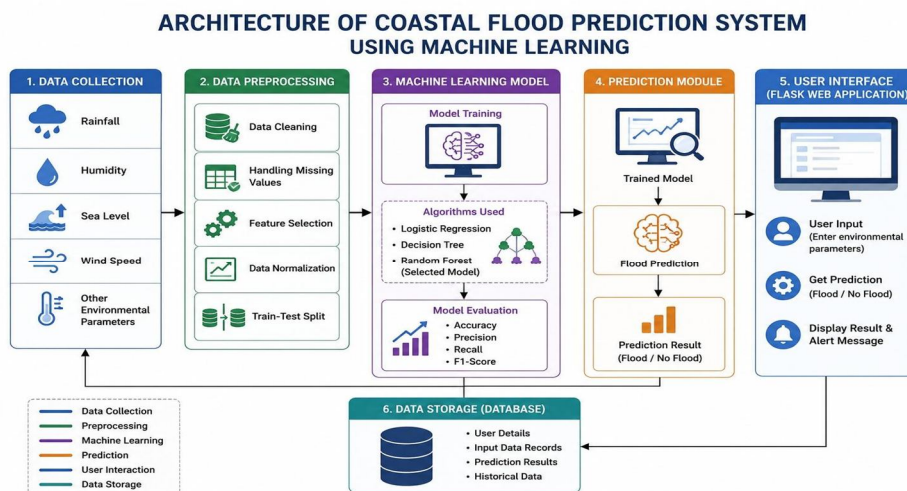 ARCHITECTURE OF COASTAL FLOOD PREDICTION SYSTEM
USING MACHINE LEARNING
1. DATA COLLECTION
Rainfall
Humidity
Sea Level
Wind Speed
Other
Environmental
Parameters
2. DATA PREPROCESSING
Data Cleaning
Handling Missing
Values
Feature Selection
Data Normalization
Train-Test Split
3. MACHINE LEARNING MODEL
Model Training
Algorithms Used
• Logistic Regression
• Decision Tree
• Random Forest
(Selected Model)
Model Evaluation
• Accuracy
• Precision
• Recall
• F1-Score
4. PREDICTION MODULE
Trained Model
Flood Prediction
Prediction Result
(Flood / No Flood)
5. USER INTERFACE
(FLASK WEB APPLICATION)
User Input
(Enter environmental
parameters)
Get Prediction
(Flood / No Flood)
Display Result &
Alert Message
6. DATA STORAGE (DATABASE)
• User Details
• Input Data Records
• Prediction Results
• Historical Data
Data Collection
Preprocessing
Machine Learning
Prediction
User Interaction
Data Storage